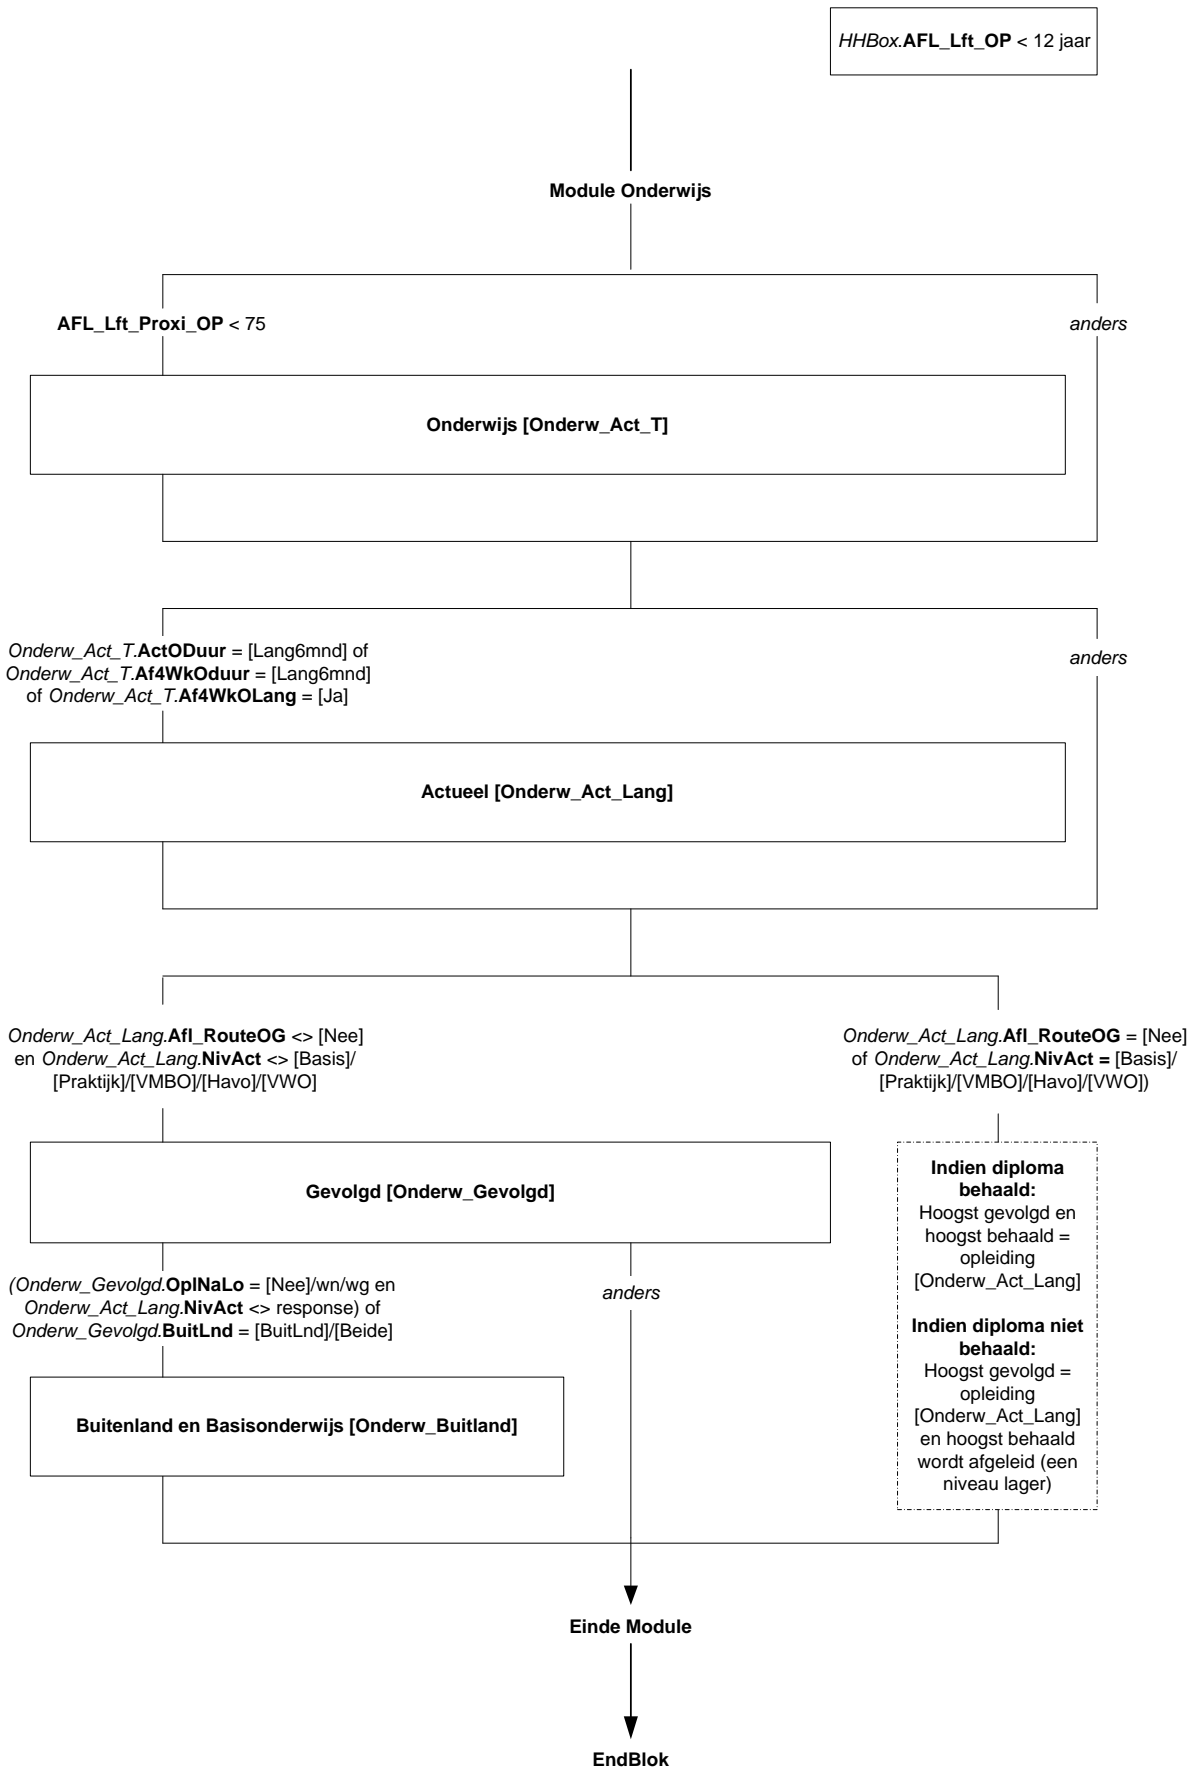 HHBox.AFL_Lft_OP < 12 jaar
Module Onderwijs
AFL_Lft_Proxi_OP < 75
anders
Onderwijs [Onderw_Act_T]
Onderw_Act_T.ActODuur = [Lang6mnd] of
Onderw_Act_T.Af4WkOduur = [Lang6mnd]
of Onderw_Act_T.Af4WkOLang = [Ja]
anders
Actueel [Onderw_Act_Lang]
Onderw_Act_Lang.Afl_RouteOG <> [Nee]
en Onderw_Act_Lang.NivAct <> [Basis]/
[Praktijk]/[VMBO]/[Havo]/[VWO]
Onderw_Act_Lang.Afl_RouteOG = [Nee]
of Onderw_Act_Lang.NivAct = [Basis]/
[Praktijk]/[VMBO]/[Havo]/[VWO])
Gevolgd [Onderw_Gevolgd]
Indien diploma
behaald:
Hoogst gevolgd en
hoogst behaald =
opleiding
[Onderw_Act_Lang]
Indien diploma niet
behaald:
Hoogst gevolgd =
opleiding
[Onderw_Act_Lang]
en hoogst behaald
wordt afgeleid (een
niveau lager)
(Onderw_Gevolgd.OplNaLo = [Nee]/wn/wg en
Onderw_Act_Lang.NivAct <> response) of
Onderw_Gevolgd.BuitLnd = [BuitLnd]/[Beide]
anders
Buitenland en Basisonderwijs [Onderw_Buitland]
Einde Module
EndBlok